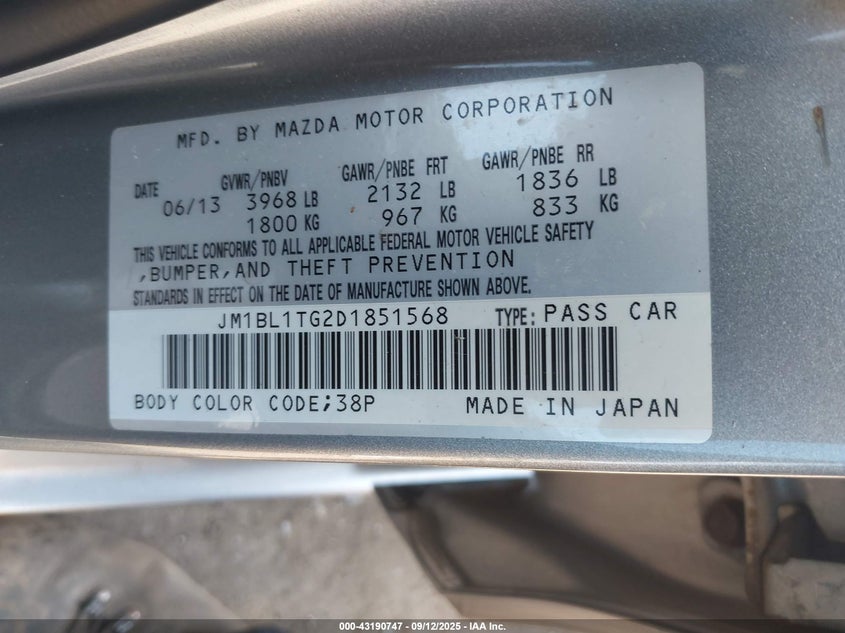 MFD. BY MAZDA MOTOR CORPORATION
DATE GVWR/PNBV GAWR/PNBE FRT GAWR/PNBE RR
06/13 3968 LB 2132 LB 1836 LB
1800 KG 967 KG 833 KG
THIS VEHICLE CONFORMS TO ALL APPLICABLE FEDERAL MOTOR VEHICLE SAFETY
,BUMPER,AND THEFT PREVENTION
STANDARDS IN EFFECT ON THE DATE OF MANUFACTURE SHOWN ABOVE.
JM1BL1TG2D1851568 TYPE: PASS CAR
BODY COLOR CODE;38P MADE IN JAPAN
000-43190747 - 09/12/2025 - IAA Inc.